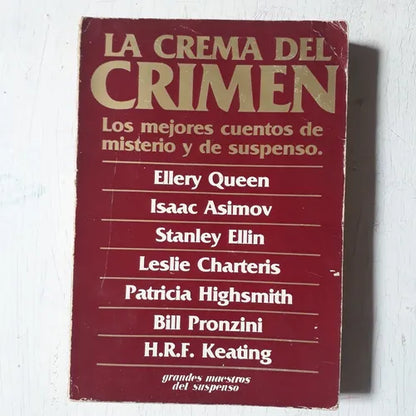 LA CREMA DEL
CRIMEN
Los mejores cuentos de
misterio y de suspenso.
Ellery Queen
Isaac Asimov
Stanley Ellin
Leslie Charteris
Patricia Highsmith
Bill Pronzini
H.R.F. Keating
grandes maestros
del suspenso